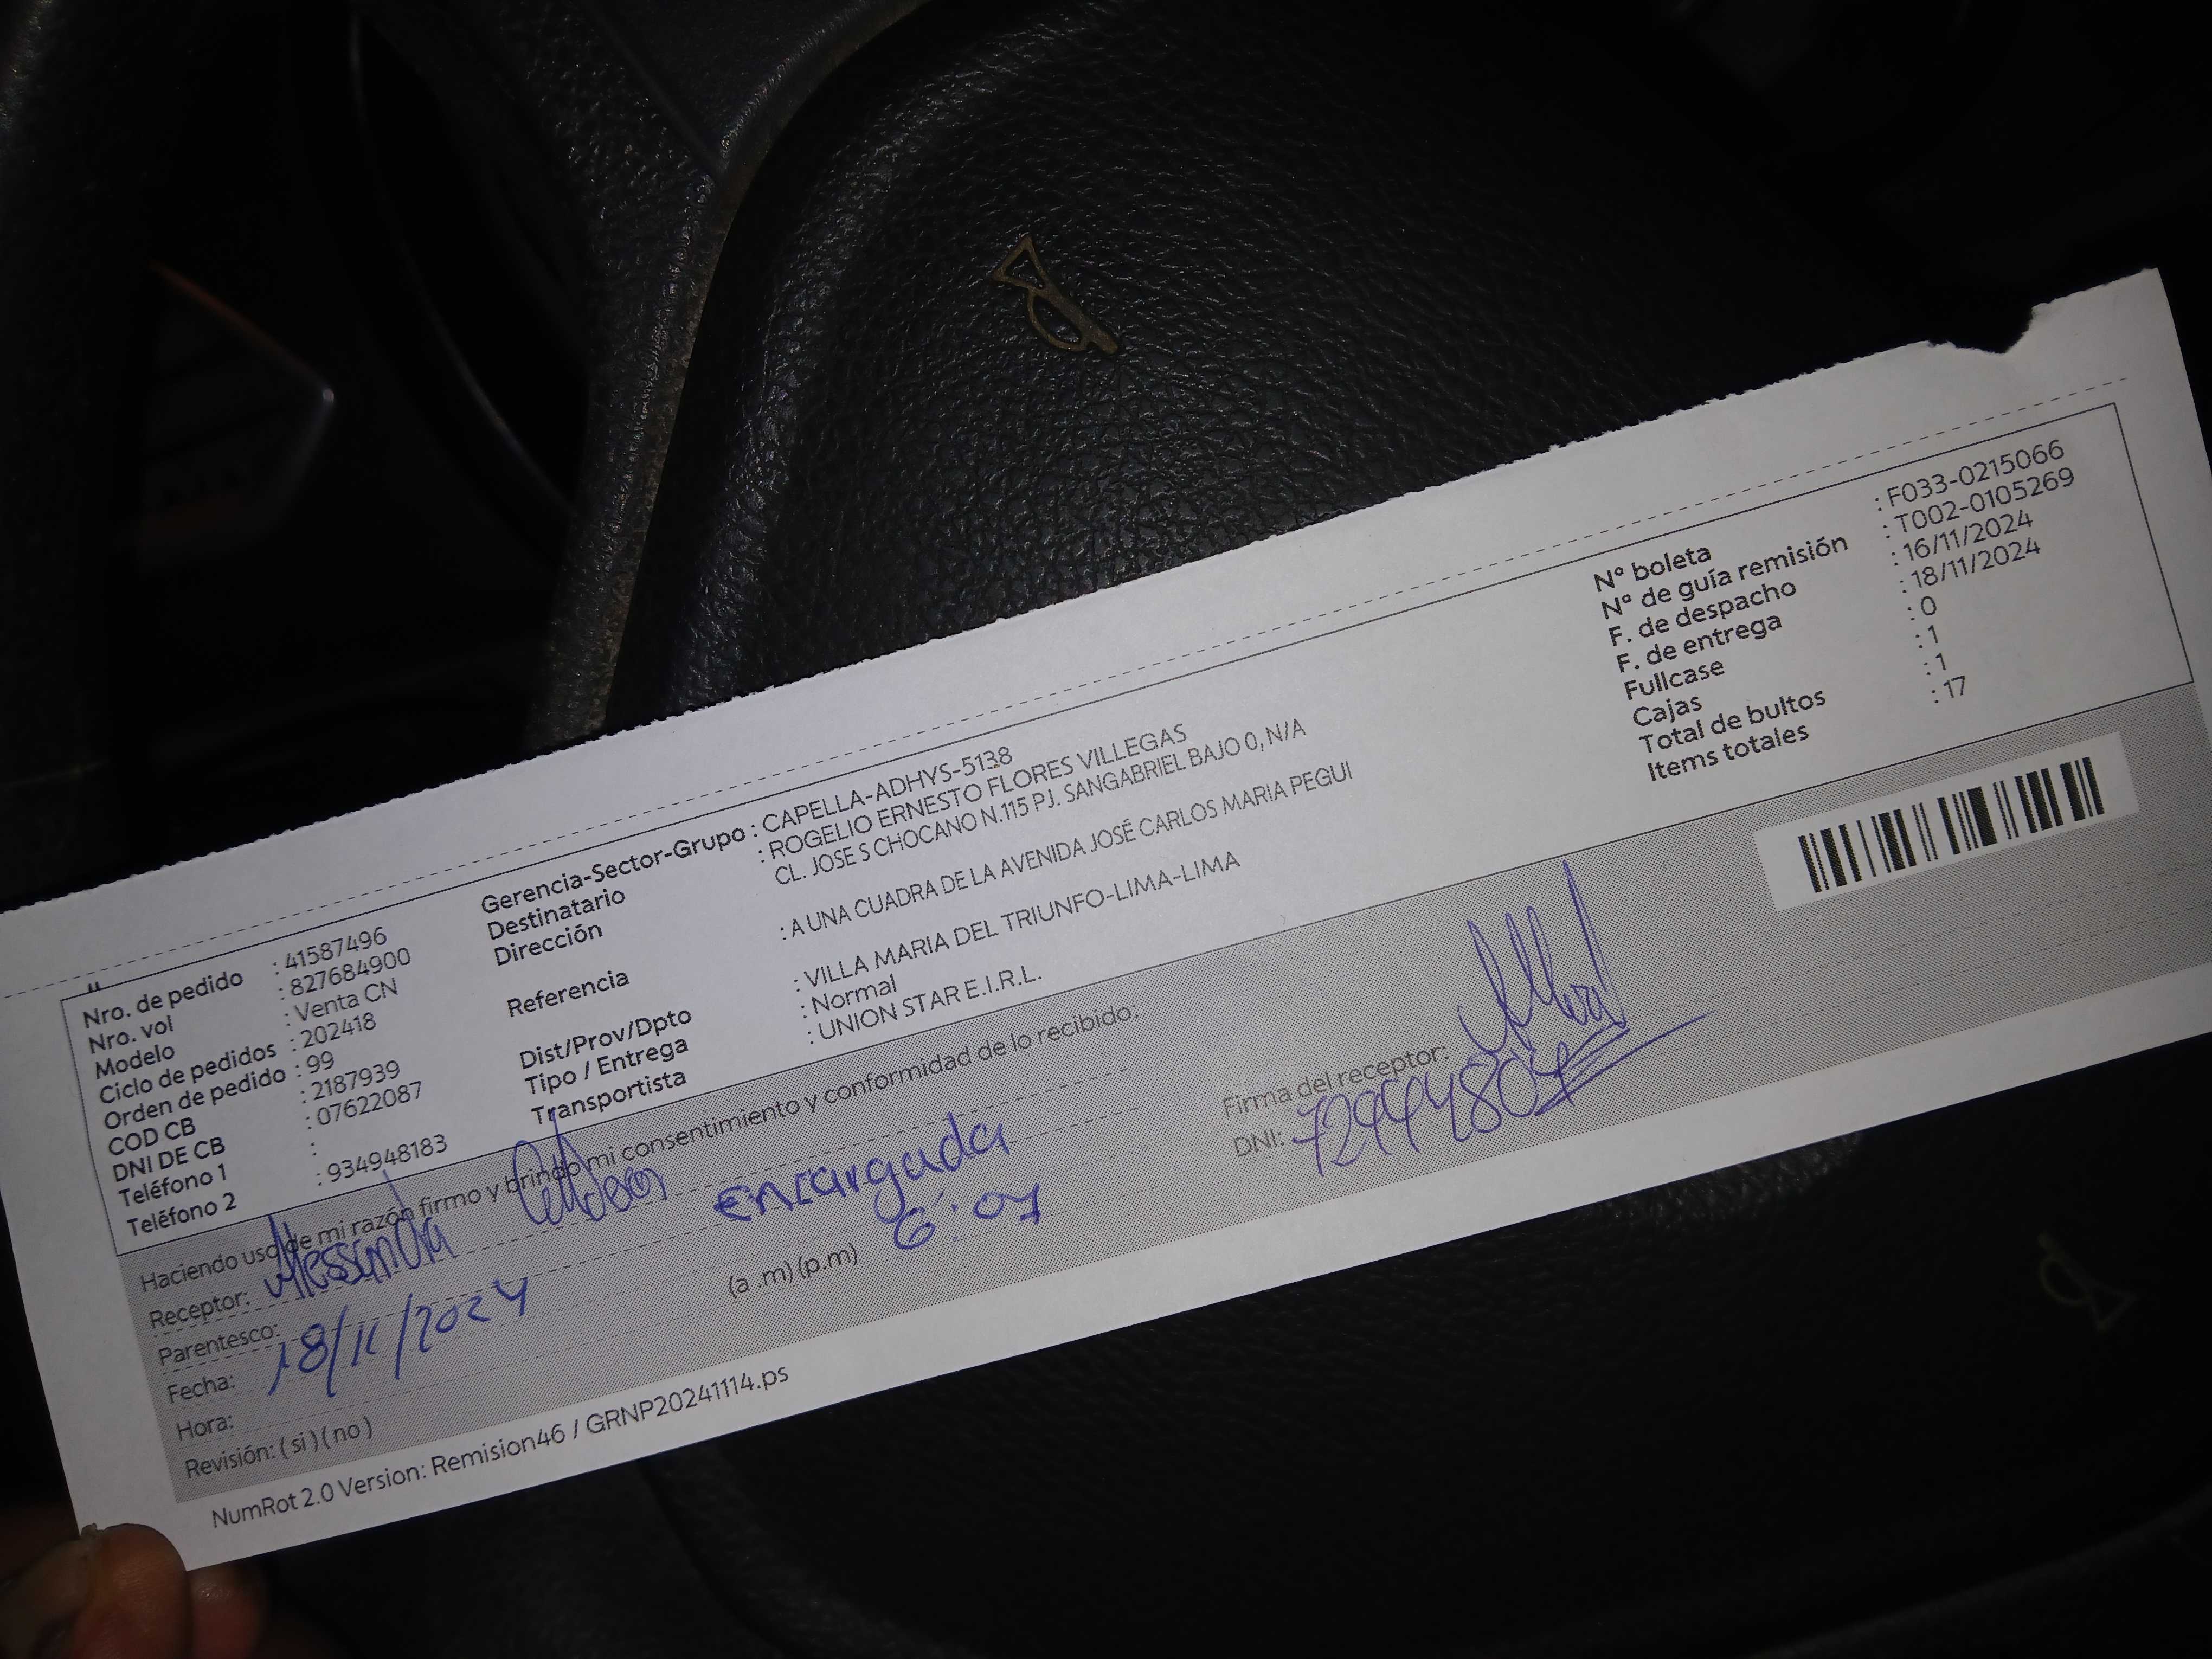 Nro. de pedido : 41587496
Nro. vol : 827684900
Modelo : Venta CN
Ciclo de pedidos : 202418
Orden de pedido : 99
COD CB : 2187939
DNI DE CB : 07622087
Teléfono 1 :
Teléfono 2 : 934948183
Gerencia-Sector-Grupo : CAPELLA-ADHYS-5138
Destinatario : ROGELIO ERNESTO FLORES VILLEGAS
Dirección CL. JOSE S CHOCANO N.115 PJ. SANGABRIEL BAJO 0, N/A
Referencia : A UNA CUADRA DE LA AVENIDA JOSÉ CARLOS MARIA PEGUI
Dist/Prov/Dpto : VILLA MARIA DEL TRIUNFO-LIMA-LIMA
Tipo / Entrega : Normal
Transportista : UNION STAR E.I.R.L.
N° boleta : F033-0215066
N° de guía remisión : T002-0105269
F. de despacho : 16/11/2024
F. de entrega : 18/11/2024
Fullcase : 0
Cajas : 1
Total de bultos : 1
Items totales : 17
Haciendo uso de mi razón firmo y brindo mi consentimiento y conformidad de lo recibido:
Receptor: encargada
Parentesco:
Fecha: 18/11/2024
Hora: (a .m) (p.m) 6:07
Revisión: ( si ) ( no )
Firma del receptor:
DNI: 72944807
NumRot 2.0 Version: Remision46 / GRNP20241114.ps